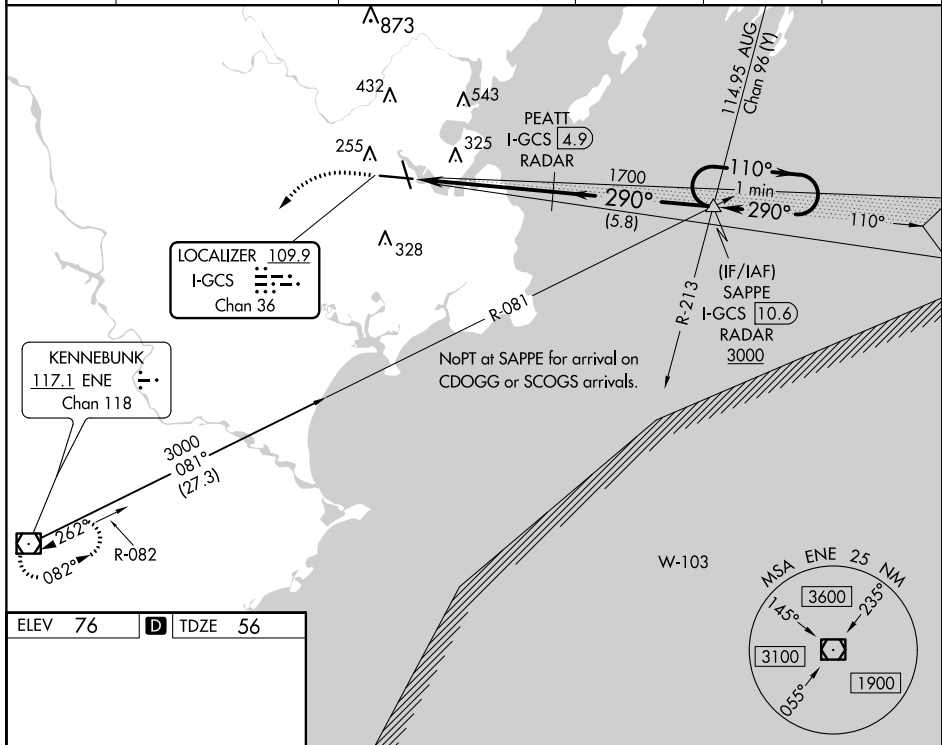 873
432
543
255
325
328
PEATT
I-GCS 4.9
RADAR
114.95 AUG
Chan 96 (Y)
1700
290°
(5.8)
110°
1 min
290°
110°
(IF/IAF)
SAPPE
I-GCS 10.6
RADAR
3000
R-213
R-081
LOCALIZER 109.9
I-GCS
Chan 36
NoPT at SAPPE for arrival on
CDOGG or SCOGS arrivals.
KENNEBUNK
117.1 ENE
Chan 118
3000
081°
(27.3)
262°
082°
R-082
W-103
MSA ENE 25 NM
3600
145°
235°
3100
055°
1900
ELEV 76 D TDZE 56